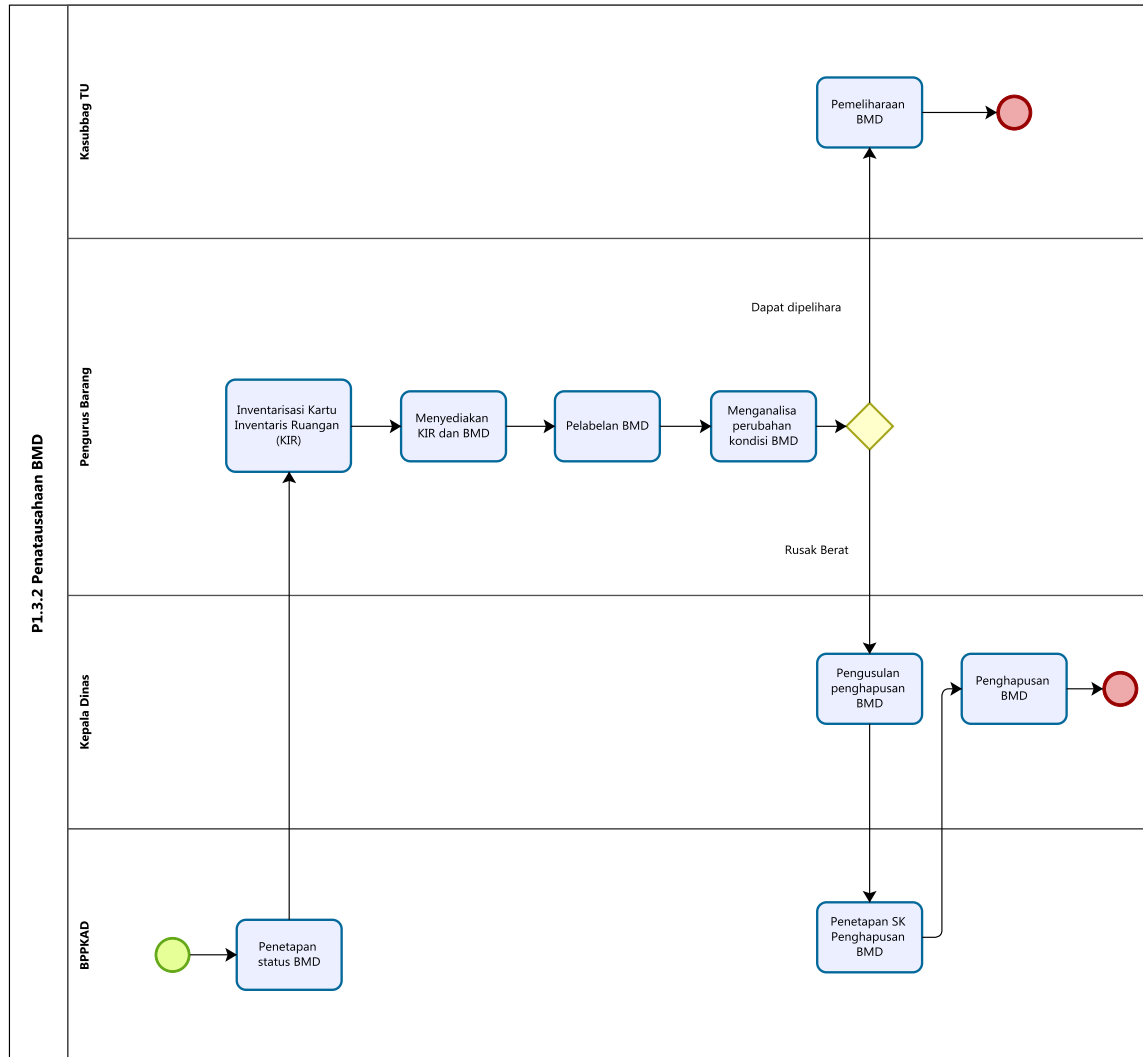 P1.3.2 Penatausahaan BMD
Kasubbag TU
Pemeliharaan
BMD
Pengurus Barang
Dapat dipelihara
Inventarisasi Kartu
Inventaris Ruangan
(KIR)
Menyediakan
KIR dan BMD
Pelabelan BMD
Menganalisa
perubahan
kondisi BMD
Rusak Berat
Kepala Dinas
Pengusulan
penghapusan
BMD
Penghapusan
BMD
BPPKAD
Penetapan
status BMD
Penetapan SK
Penghapusan
BMD